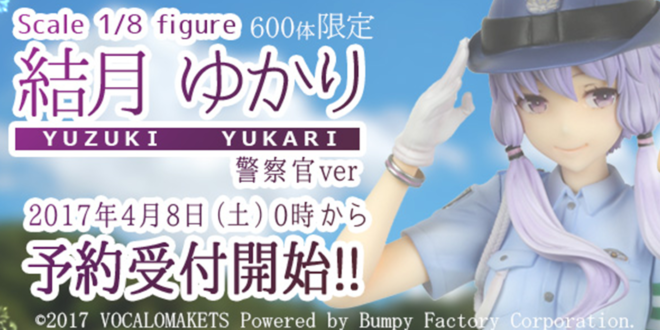 Scale 1/8 figure 600体限定
結月 ゆかり
YUZUKI YUKARI
警察官ver
2017年4月8日(土)0時から
予約受付開始!!
©2017 VOCALOMAKETS Powered by Bumpy Factory Corporation.